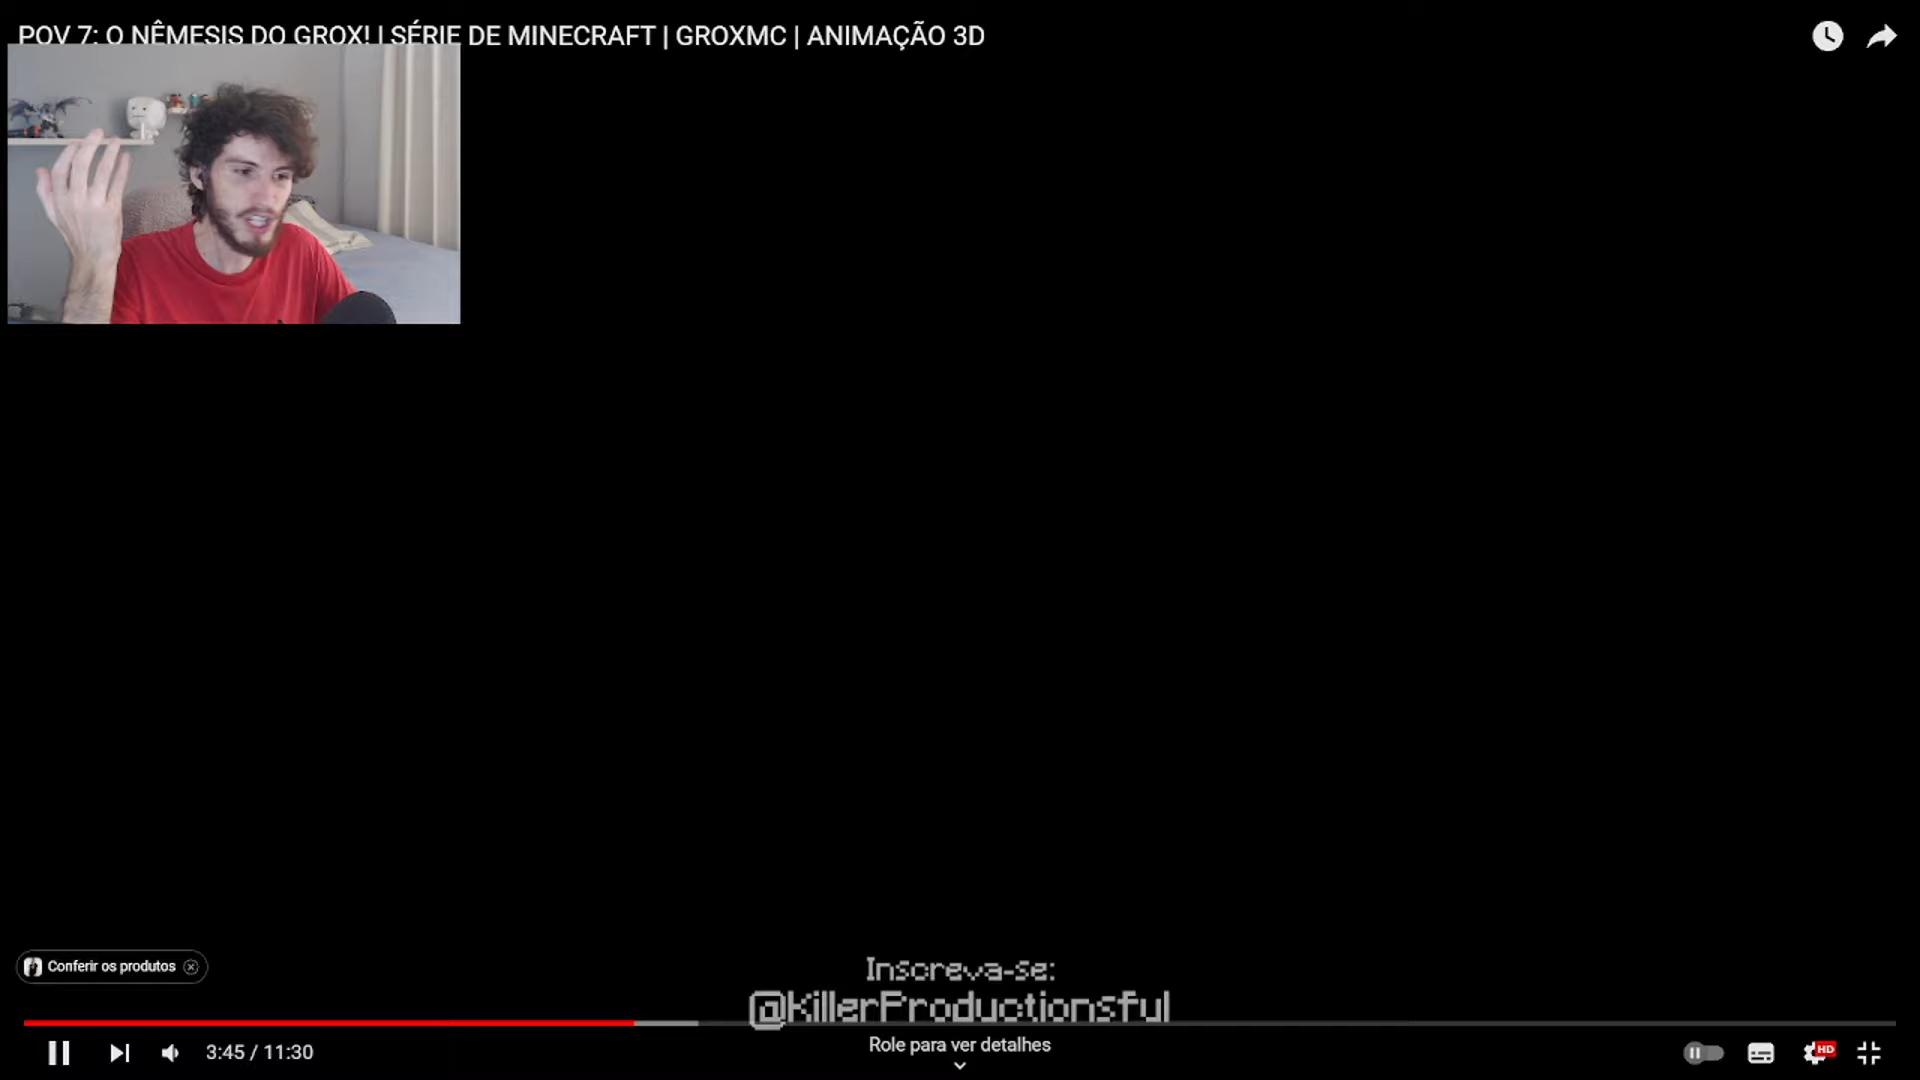 POV 7: O NÊMESIS DO GROX! | SÉRIE DE MINECRAFT | GROXMC | ANIMAÇÃO 3D
Conferir os produtos
Inscreva-se:
@KillerProductionsful
3:45 / 11:30
Role para ver detalhes
HD